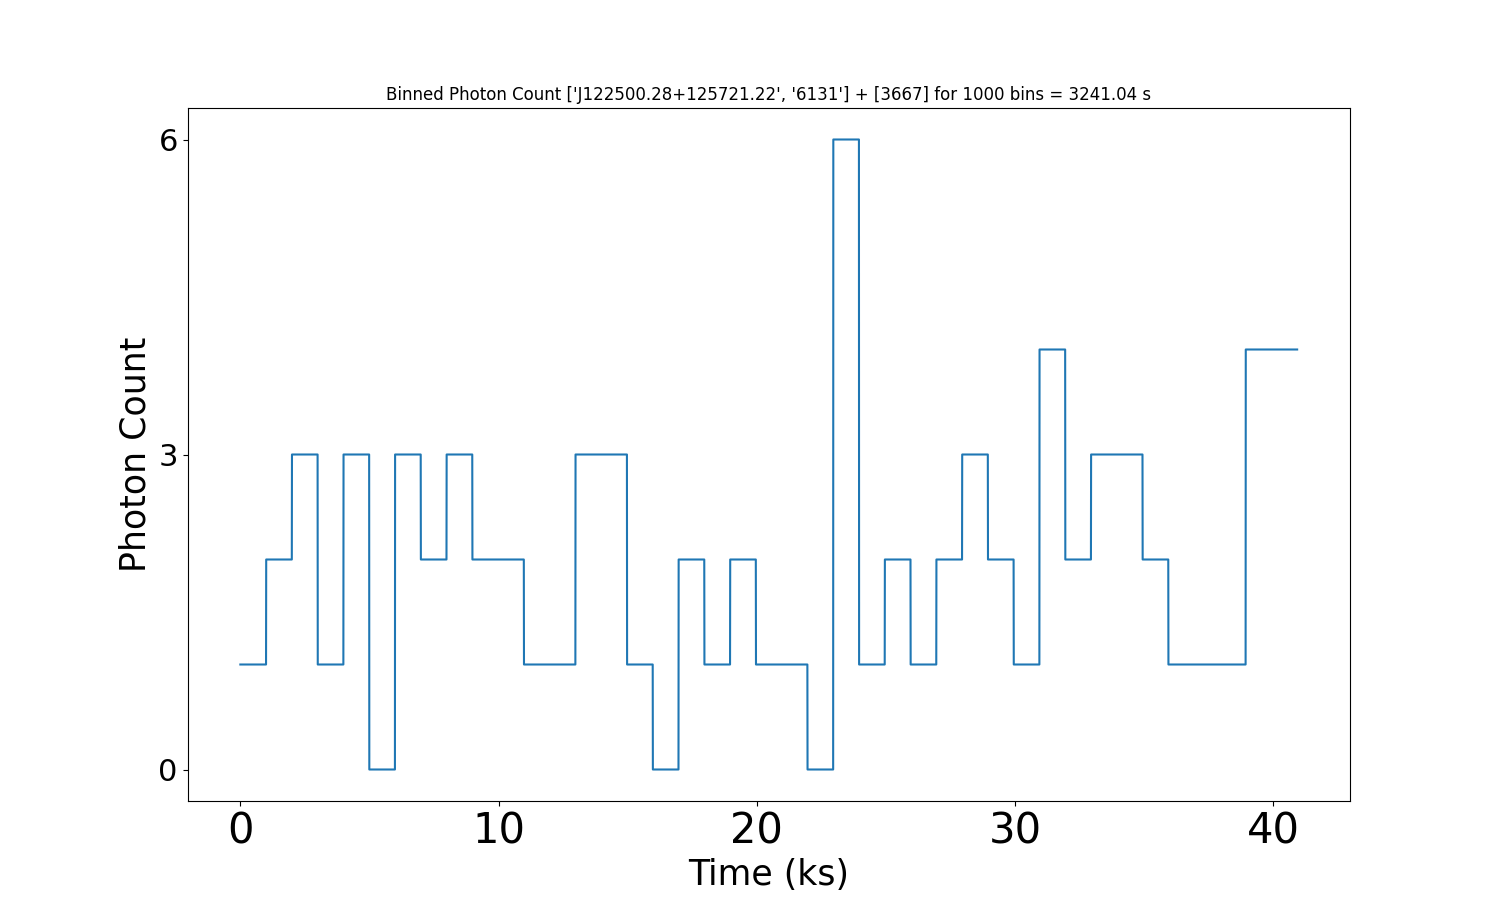 Binned Photon Count ['J122500.28+125721.22', '6131'] + [3667] for 1000 bins = 3241.04 s
6
3
0
Photon Count
0 10 20 30 40
Time (ks)